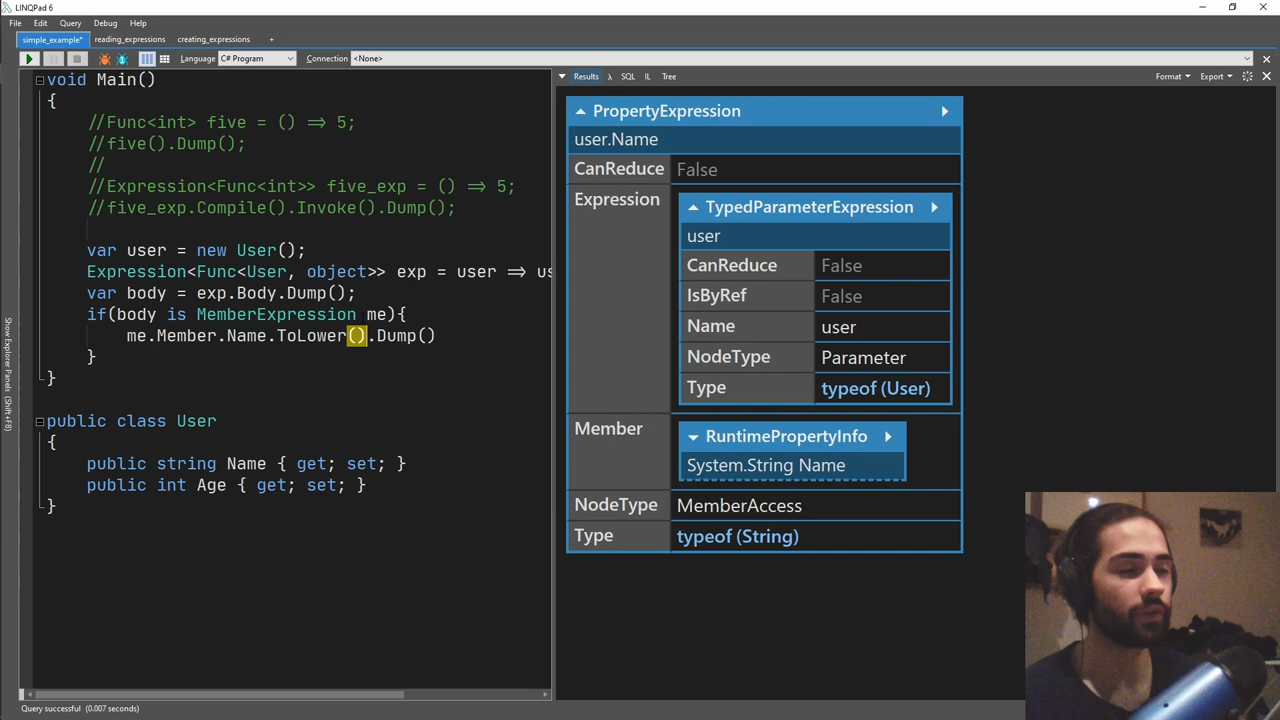 LINQPad 6
File Edit Query Debug Help
simple_example* reading_expressions creating_expressions +
Language C# Program Connection <None>
void Main()
{
//Func<int> five = () => 5;
//five().Dump();
//
//Expression<Func<int>> five_exp = () => 5;
//five_exp.Compile().Invoke().Dump();
var user = new User();
Expression<Func<User, object>> exp = user => us
var body = exp.Body.Dump();
if(body is MemberExpression me){
me.Member.Name.ToLower().Dump()
}
}
public class User
{
public string Name { get; set; }
public int Age { get; set; }
}
Show Explorer Panels (Shift+F8)
Results λ SQL IL Tree Format Export
PropertyExpression
user.Name
CanReduce False
Expression
TypedParameterExpression
user
CanReduce False
IsByRef False
Name user
NodeType Parameter
Type typeof (User)
Member
RuntimePropertyInfo
System.String Name
NodeType MemberAccess
Type typeof (String)
Query successful (0.007 seconds)